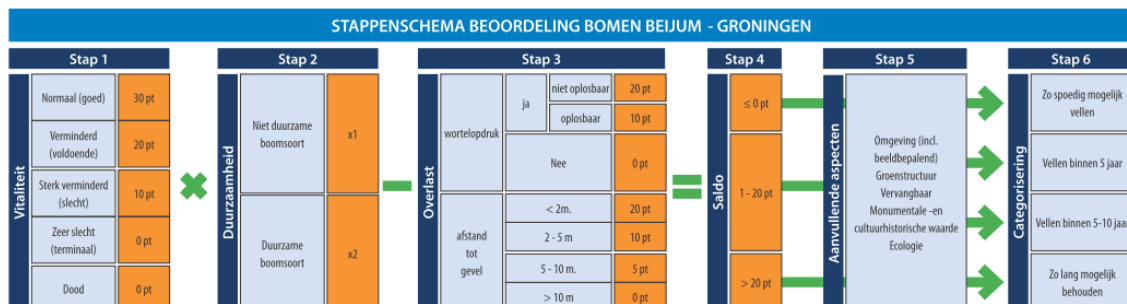 STAPPENSCHEMA BEOORDELING BOMEN BEIJUM - GRONINGEN
Stap 1
Vitaliteit
Normaal (goed)
30 pt
Verminderd
(voldoende)
20 pt
Sterk verminderd
(slecht)
10 pt
Zeer slecht
(terminaal)
0 pt
Dood
0 pt
Stap 2
Duurzaamheid
Niet duurzame
boomsoort
x1
Duurzame
boomsoort
x2
Stap 3
Overlast
wortelopdruk
ja
niet oplosbaar
20 pt
oplosbaar
10 pt
Nee
0 pt
afstand
tot
gevel
< 2m.
20 pt
2 - 5 m
10 pt
5 - 10 m.
5 pt
> 10 m
0 pt
Stap 4
Saldo
≤ 0 pt
1 - 20 pt
> 20 pt
Stap 5
Aanvullende aspecten
Omgeving (incl.
beeldbepalend)
Groenstructuur
Vervangbaar
Monumentale -en
cultuurhistorische waarde
Ecologie
Stap 6
Categorisering
Zo spoedig mogelijk
vellen
Vellen binnen 5 jaar
Vellen binnen 5-10 jaar
Zo lang mogelijk
behouden